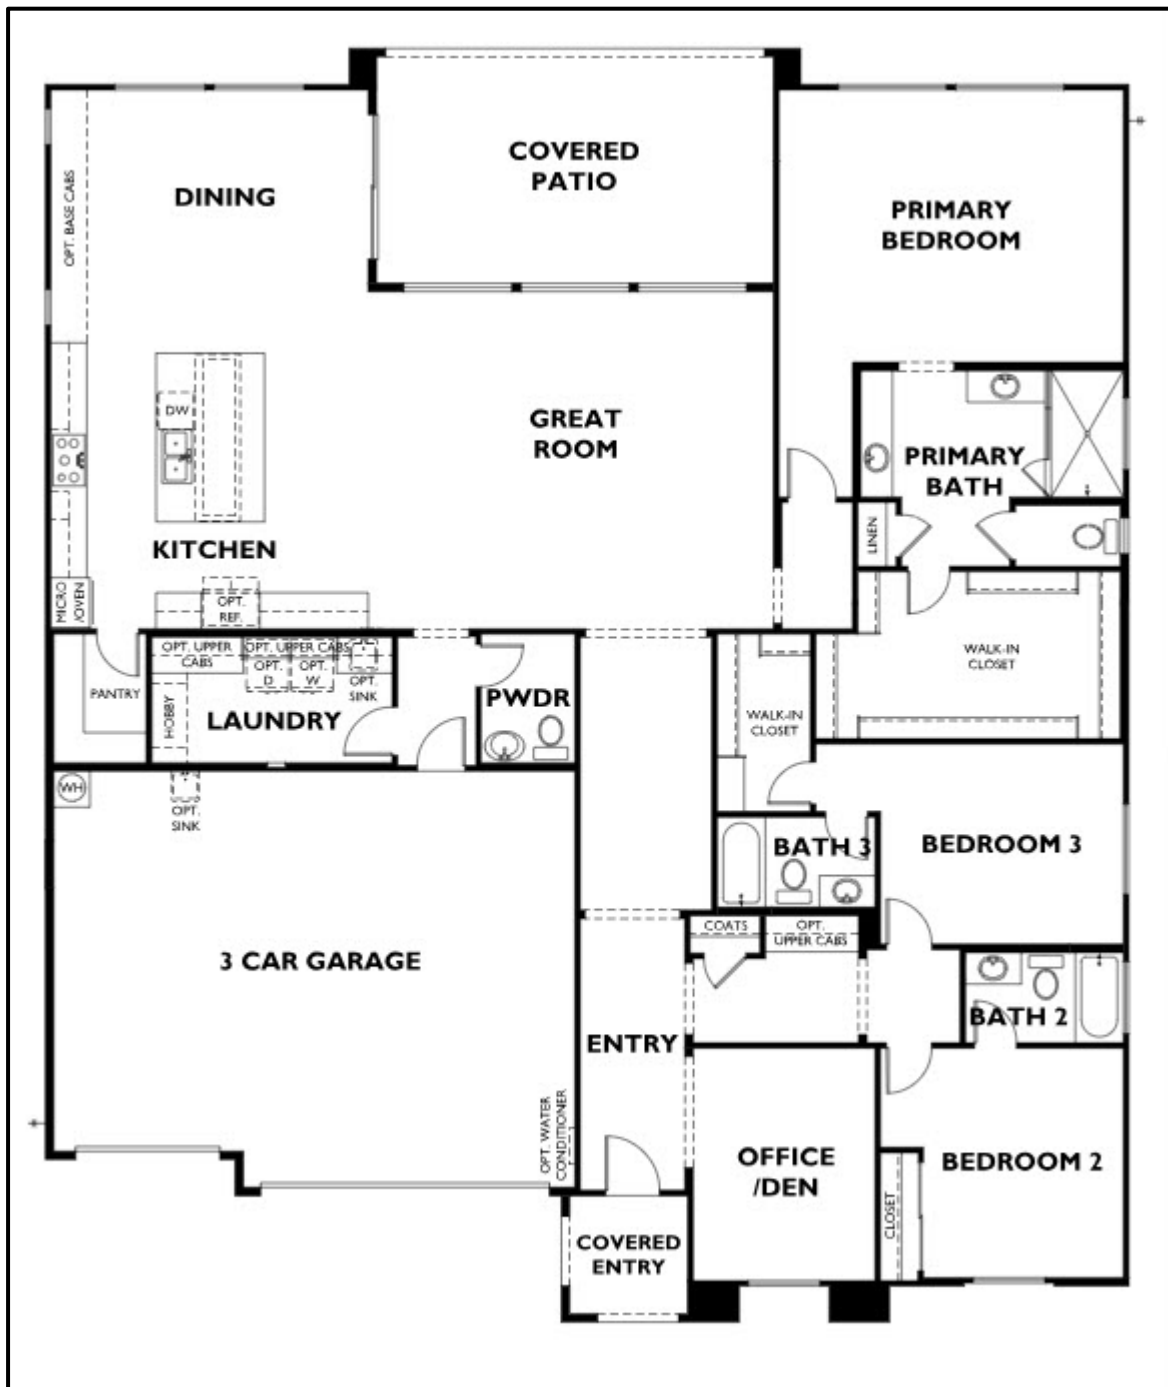 COVERED
PATIO
DINING
OPT. BASE CABS
PRIMARY
BEDROOM
DW
GREAT
ROOM
PRIMARY
BATH
KITCHEN
LINEN
MICRO
/OVEN
OPT.
REF.
OPT. UPPER
CABS
OPT. UPPER CABS
OPT.
D
OPT.
W
OPT.
SINK
PANTRY
HOBBY
LAUNDRY
PWDR
WALK-IN
CLOSET
WALK-IN
CLOSET
WH
OPT.
SINK
BATH 3
BEDROOM 3
COATS
OPT.
UPPER CABS
3 CAR GARAGE
ENTRY
BATH 2
OPT. WATER
CONDITIONER
OFFICE
/DEN
BEDROOM 2
CLOSET
COVERED
ENTRY